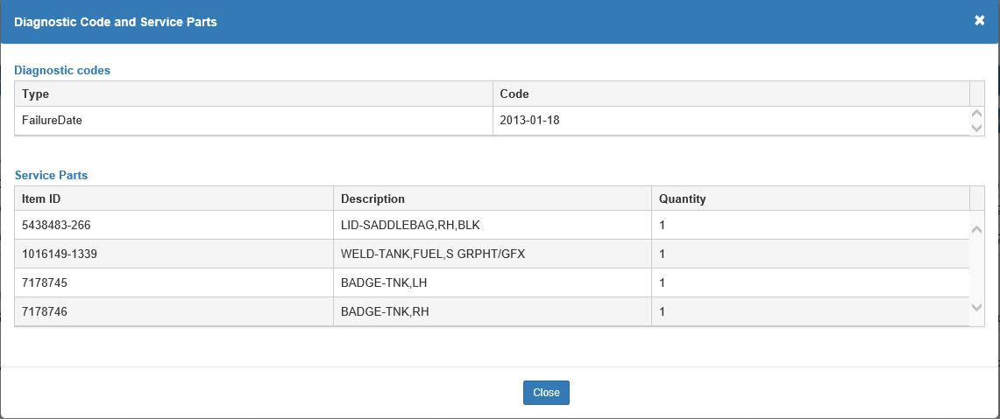 Diagnostic Code and Service Parts ×
Diagnostic codes
Type Code
FailureDate 2013-01-18
Service Parts
Item ID Description Quantity
5438483-266 LID-SADDLEBAG,RH,BLK 1
1016149-1339 WELD-TANK,FUEL,S GRPHT/GFX 1
7178745 BADGE-TNK,LH 1
7178746 BADGE-TNK,RH 1
Close